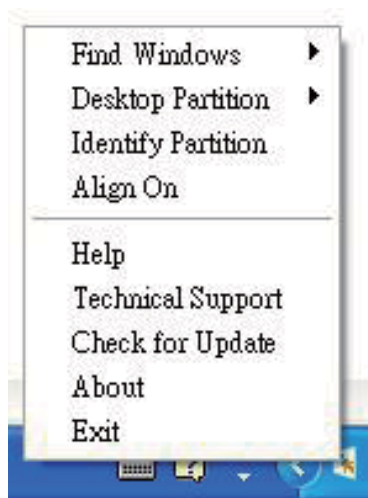 Find Windows
Desktop Partition
Identify Partition
Align On
Help
Technical Support
Check for Update
About
Exit